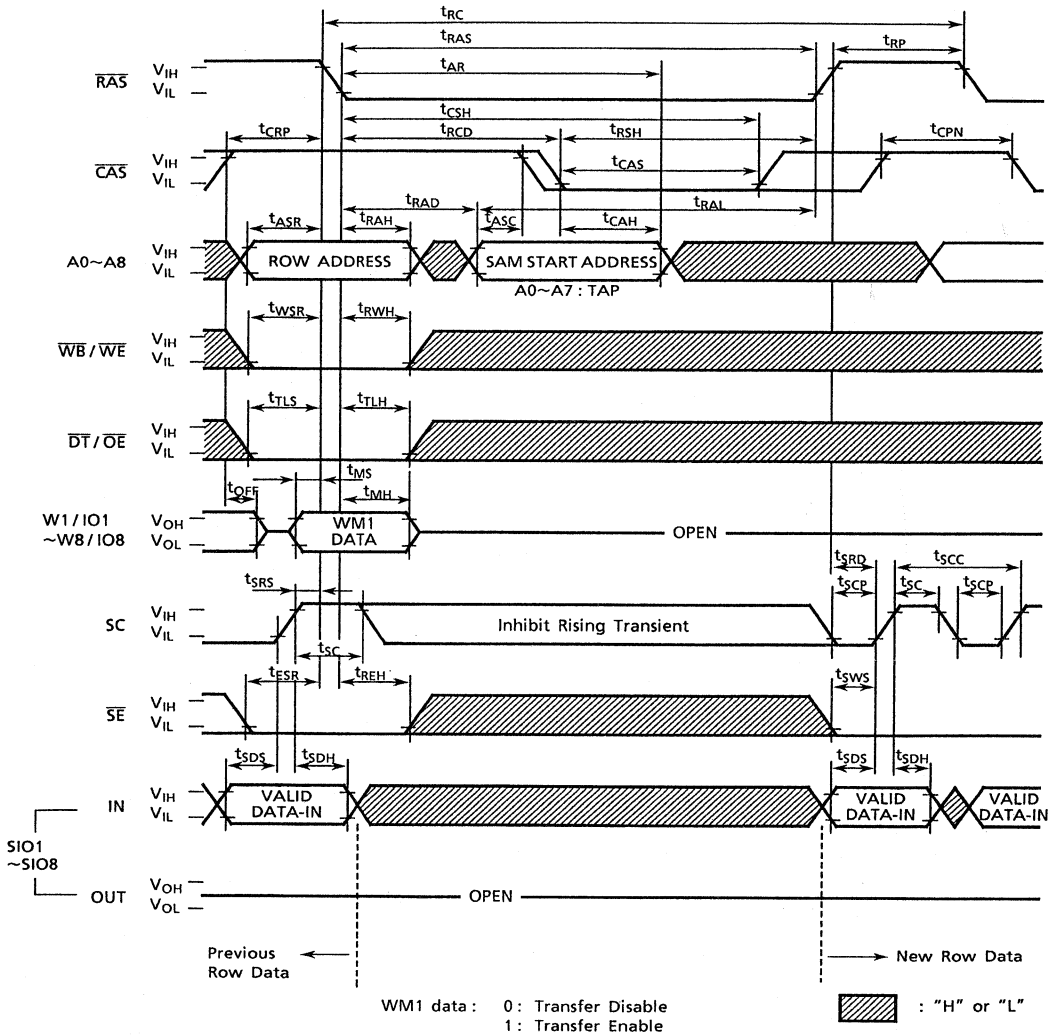 tRC
tRAS
tRP
tAR
RAS VIH
VIL
tCSH
tCRP tRCD tRSH tCPN
CAS VIH
VIL
tCAS
tRAD tRAL
tASR tRAH tASC tCAH
A0~A8 VIH
VIL
ROW ADDRESS SAM START ADDRESS
A0~A7 : TAP
tWSR tRWH
WB / WE VIH
VIL
tTLS tTLH
DT / OE VIH
VIL
tMS
tOFF tMH
W1 / IO1
~W8 / IO8
VOH
VOL
WM1
DATA
OPEN
tSRD tSCC
tSRS tSCP tSC tSCP
SC VIH
VIL
Inhibit Rising Transient
tSC
tESR tREH tSWS
SE VIH
VIL
tSDS tSDH tSDS tSDH
IN VIH
VIL
VALID
DATA-IN
VALID
DATA-IN
VALID
DATA-IN
SIO1
~SIO8
OUT VOH
VOL
OPEN
Previous
Row Data
New Row Data
WM1 data : 0 : Transfer Disable
1 : Transfer Enable
: "H" or "L"